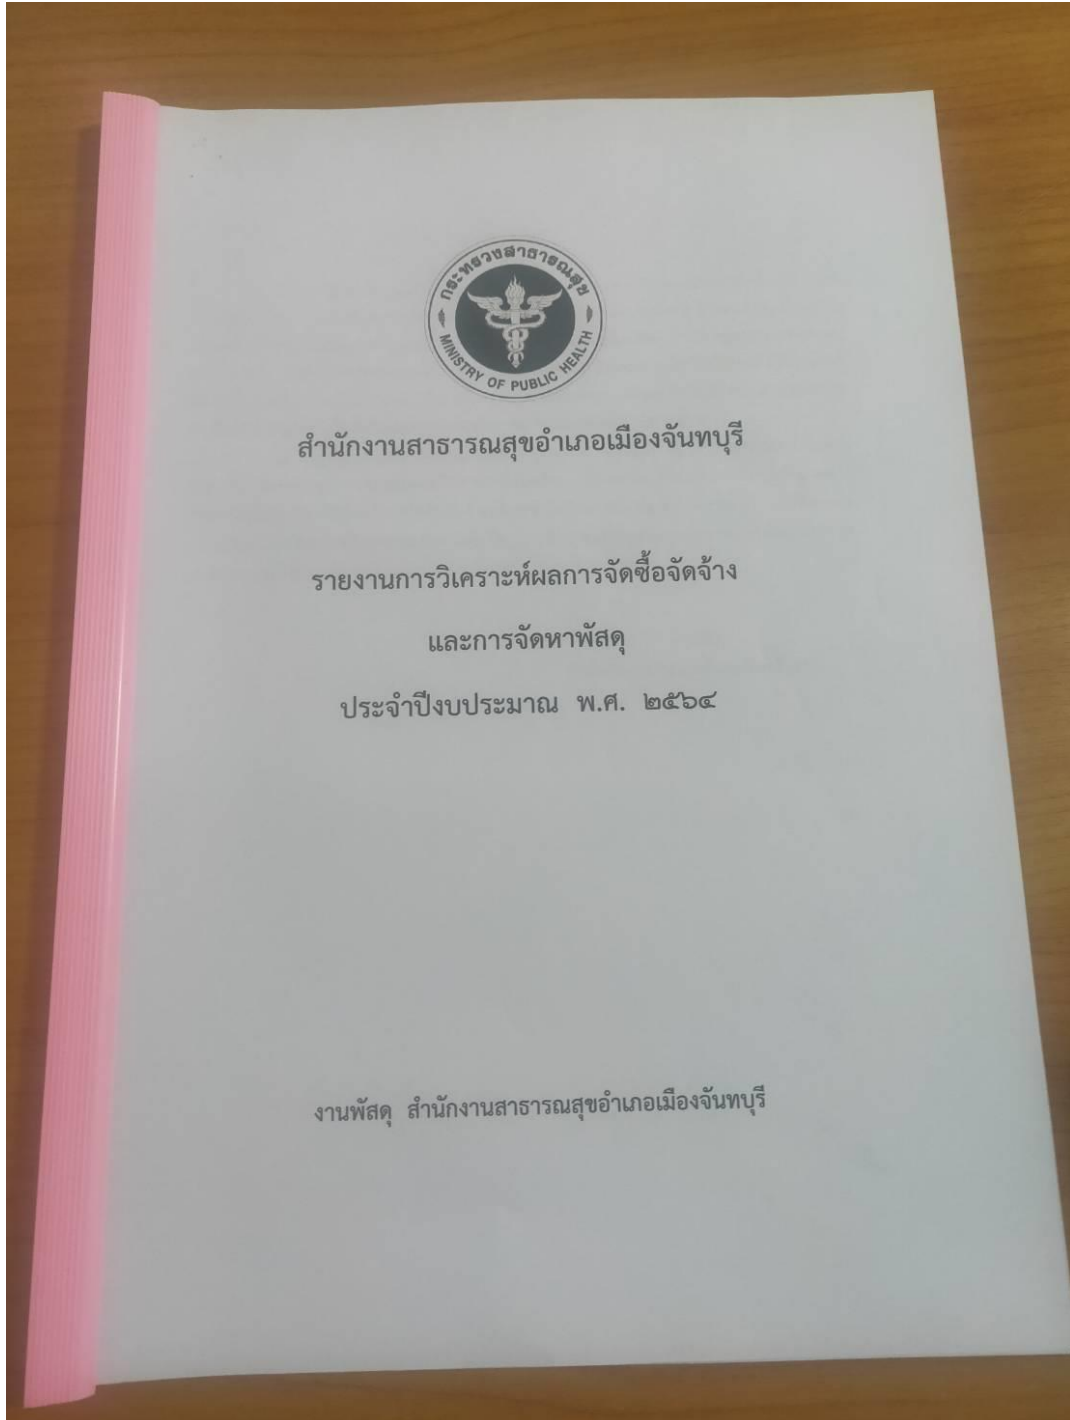 กระทรวงสาธารณสุข
MINISTRY OF PUBLIC HEALTH
สำนักงานสาธารณสุขอำเภอเมืองจันทบุรี
รายงานการวิเคราะห์ผลการจัดซื้อจัดจ้าง
และการจัดหาพัสดุ
ประจำปีงบประมาณ พ.ศ. ๒๕๖๔
งานพัสดุ สำนักงานสาธารณสุขอำเภอเมืองจันทบุรี